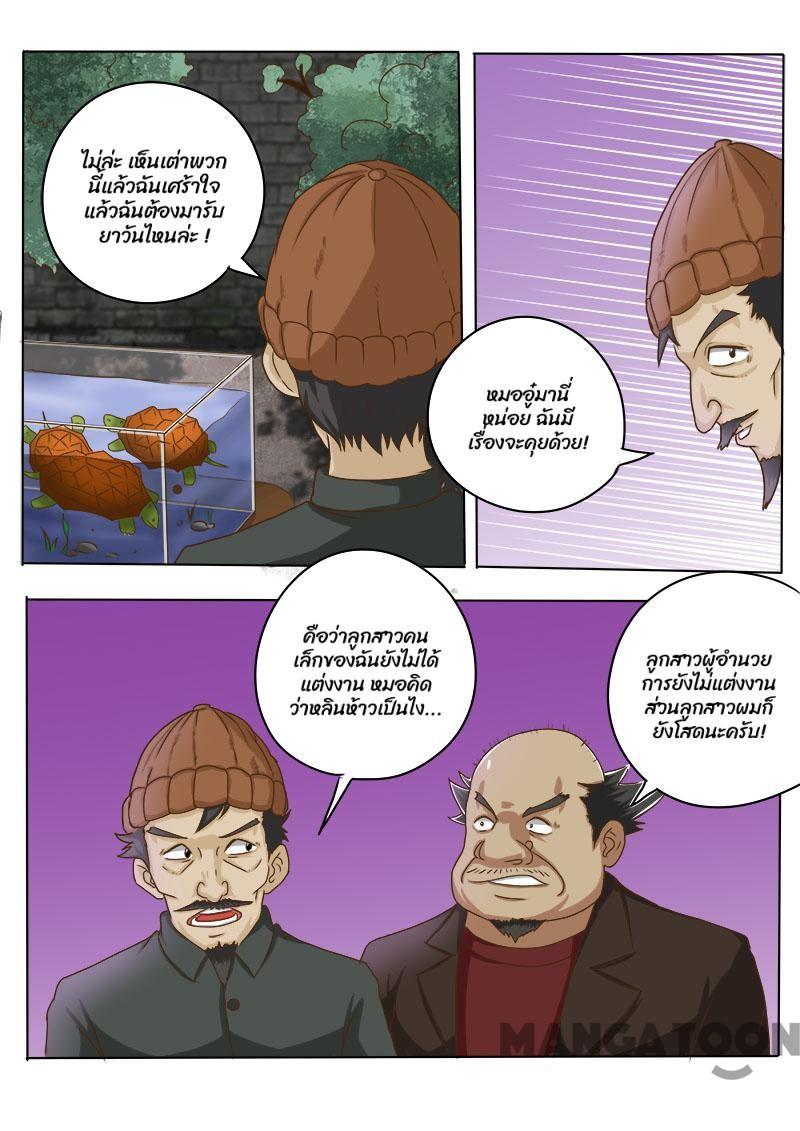 ไม่ล่ะ เห็นเต่าพวก
นี้แล้วฉันเศร้าใจ
แล้วฉันต้องมารับ
ยาวันไหนล่ะ !
หมออู๋มานี่
หน่อย ฉันมี
เรื่องจะคุยด้วย!
คือว่าลูกสาวคน
เล็กของฉันยังไม่ได้
แต่งงาน หมอคิด
ว่าหลินห้าวเป็นไง...
ลูกสาวผู้อำนวย
การยังไม่แต่งงาน
ส่วนลูกสาวผมก็
ยังโสดนะครับ!
MANGATOON